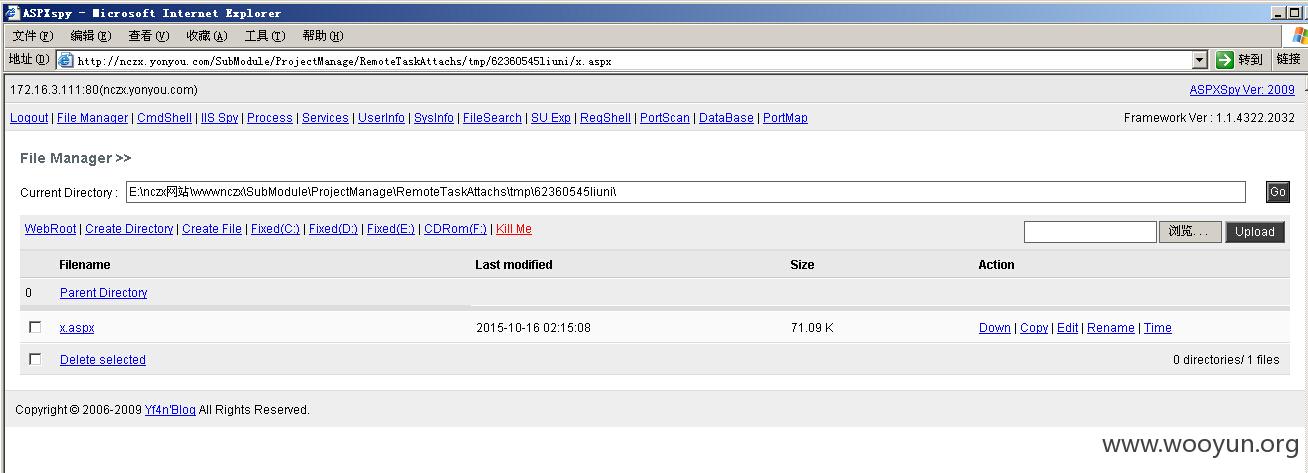 ASPXspy - Microsoft Internet Explorer
文件(F) 编辑(E) 查看(V) 收藏(A) 工具(T) 帮助(H)
地址(D) http://nczx.yonyou.com/SubModule/ProjectManage/RemoteTaskAttachs/tmp/62360545liuni/x.aspx 转到 链接
172.16.3.111:80(nczx.yonyou.com) ASPXSpy Ver: 2009
Logout | File Manager | CmdShell | IIS Spy | Process | Services | UserInfo | SysInfo | FileSearch | SU Exp | RegShell | PortScan | DataBase | PortMap Framework Ver : 1.1.4322.2032
File Manager >>
Current Directory : E:\nczx网站\wwwnczx\SubModule\ProjectManage\RemoteTaskAttachs\tmp\62360545liuni\ Go
WebRoot | Create Directory | Create File | Fixed(C:) | Fixed(D:) | Fixed(E:) | CDRom(F:) | Kill Me 浏览... Upload
Filename Last modified Size Action
0 Parent Directory
x.aspx 2015-10-16 02:15:08 71.09 K Down | Copy | Edit | Rename | Time
Delete selected 0 directories/ 1 files
Copyright © 2006-2009 Yf4n'Blog All Rights Reserved.
www.wooyun.org